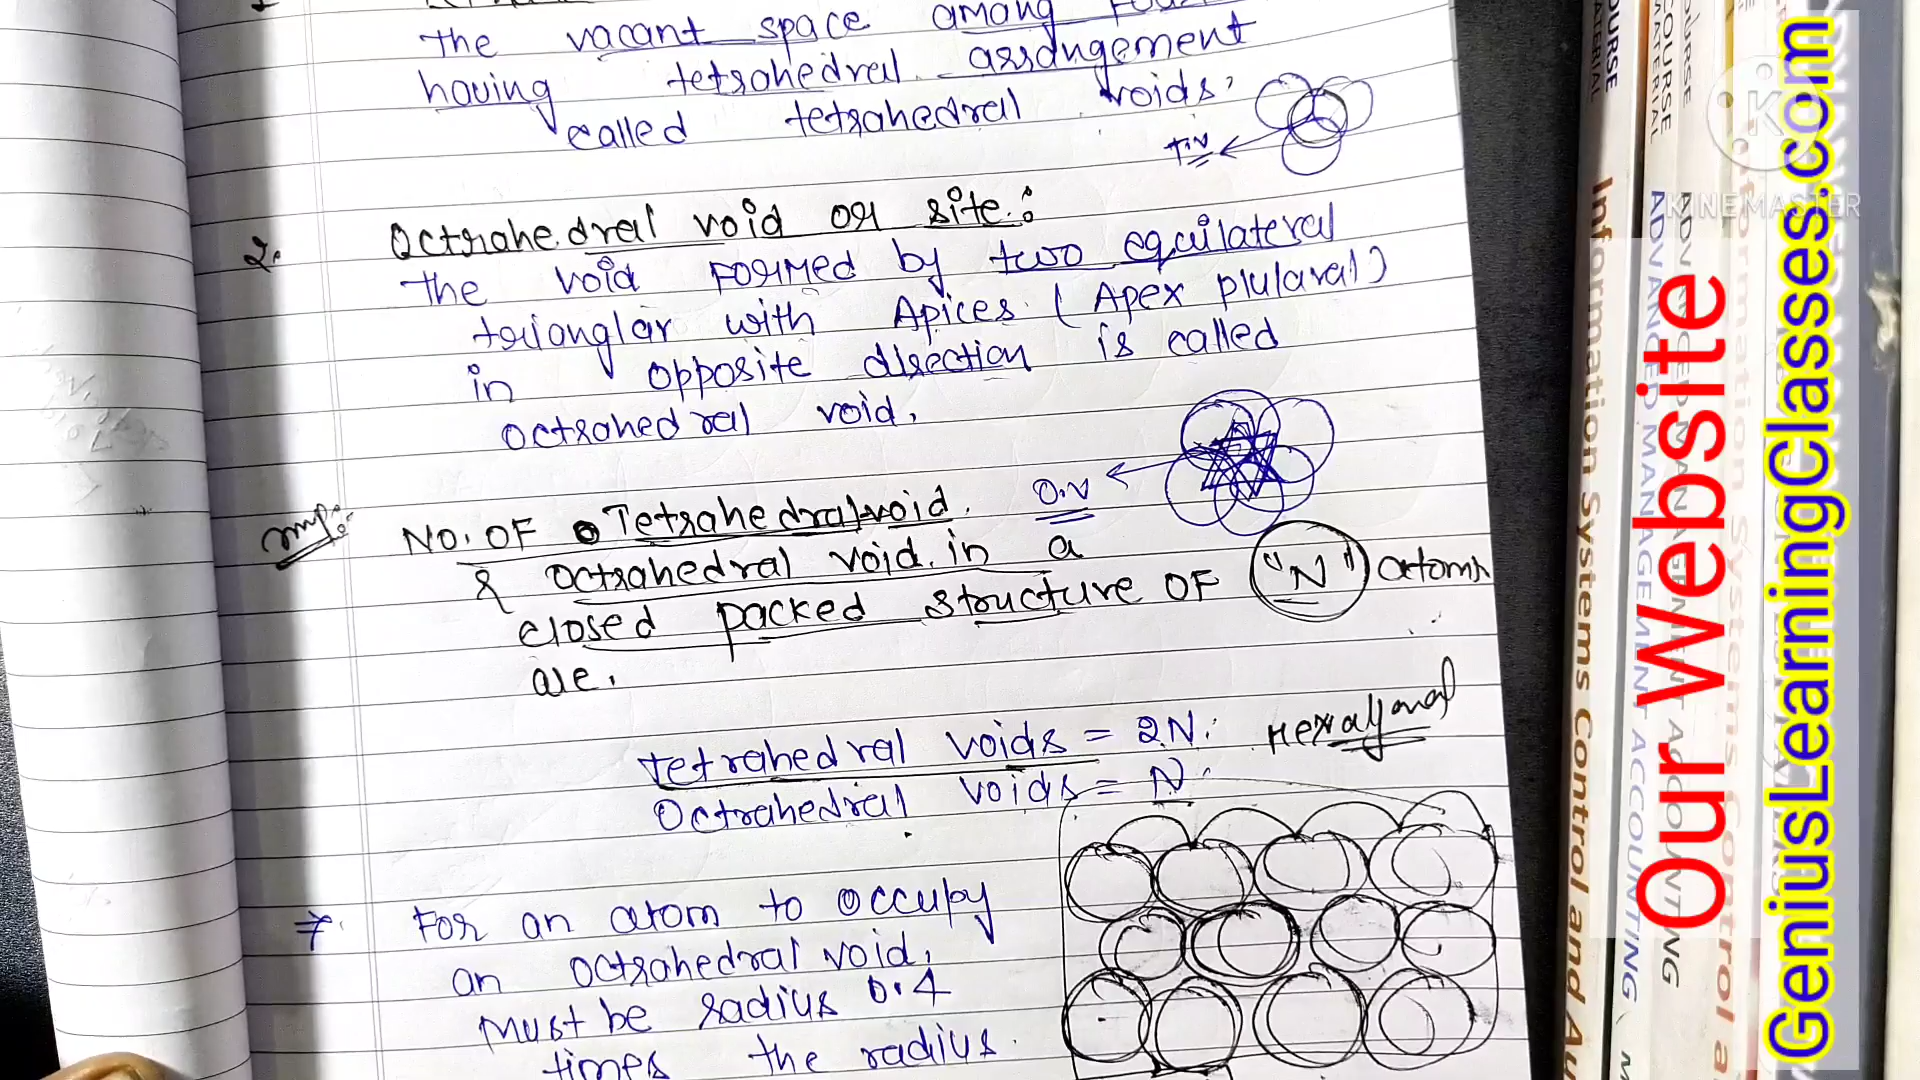 The vacant space among
having tetrahedral arrangement
called tetrahedral voids,
T.V
2. Octrahedral void or site :
The void formed by two equilateral
trianglar with Apices (Apex plularal)
in opposite direction is called
octrahedral void.
O.V
imp:
NO. OF Tetrahedral void
& octrahedral void in a
closed packed structure OF "N" atoms
are.
tetrahedral voids = 2N.
Hexagonal
Octrahedral voids = N.
For an atom to occupy
an octrahedral void,
must be radius 0.4
times the radius.
K
KINEMASTER
Our Website
GeniusLearningClasses.com
COURSE
MATERIAL
Information Systems Control and Au
ADVANCED MANAGEMENT ACCOUNTING